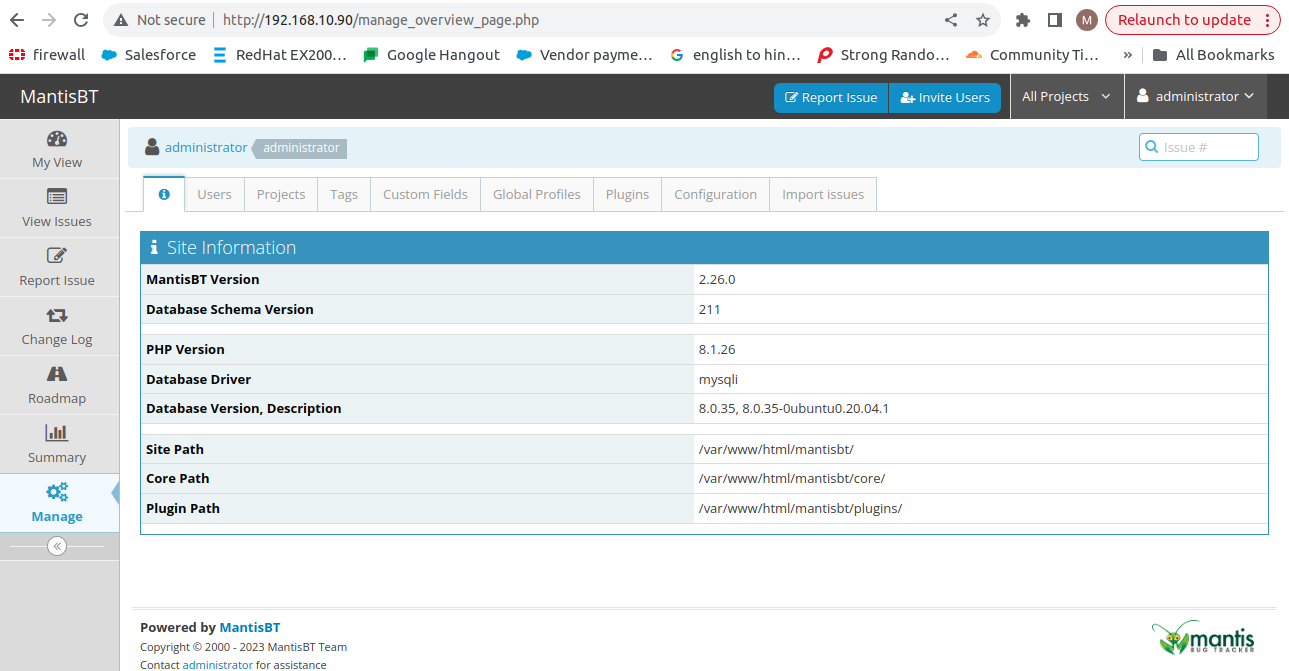 Not secure | http://192.168.10.90/manage_overview_page.php M Relaunch to update
firewall Salesforce RedHat EX200... Google Hangout Vendor payme... english to hin... Strong Rando... Community Ti... » All Bookmarks
MantisBT Report Issue Invite Users All Projects administrator
My View
View Issues
Report Issue
Change Log
Roadmap
Summary
Manage
administrator administrator Issue #
Users Projects Tags Custom Fields Global Profiles Plugins Configuration Import issues
Site Information
MantisBT Version 2.26.0
Database Schema Version 211
PHP Version 8.1.26
Database Driver mysqli
Database Version, Description 8.0.35, 8.0.35-0ubuntu0.20.04.1
Site Path /var/www/html/mantisbt/
Core Path /var/www/html/mantisbt/core/
Plugin Path /var/www/html/mantisbt/plugins/
Powered by MantisBT
Copyright © 2000 - 2023 MantisBT Team
Contact administrator for assistance
mantis
BUG TRACKER